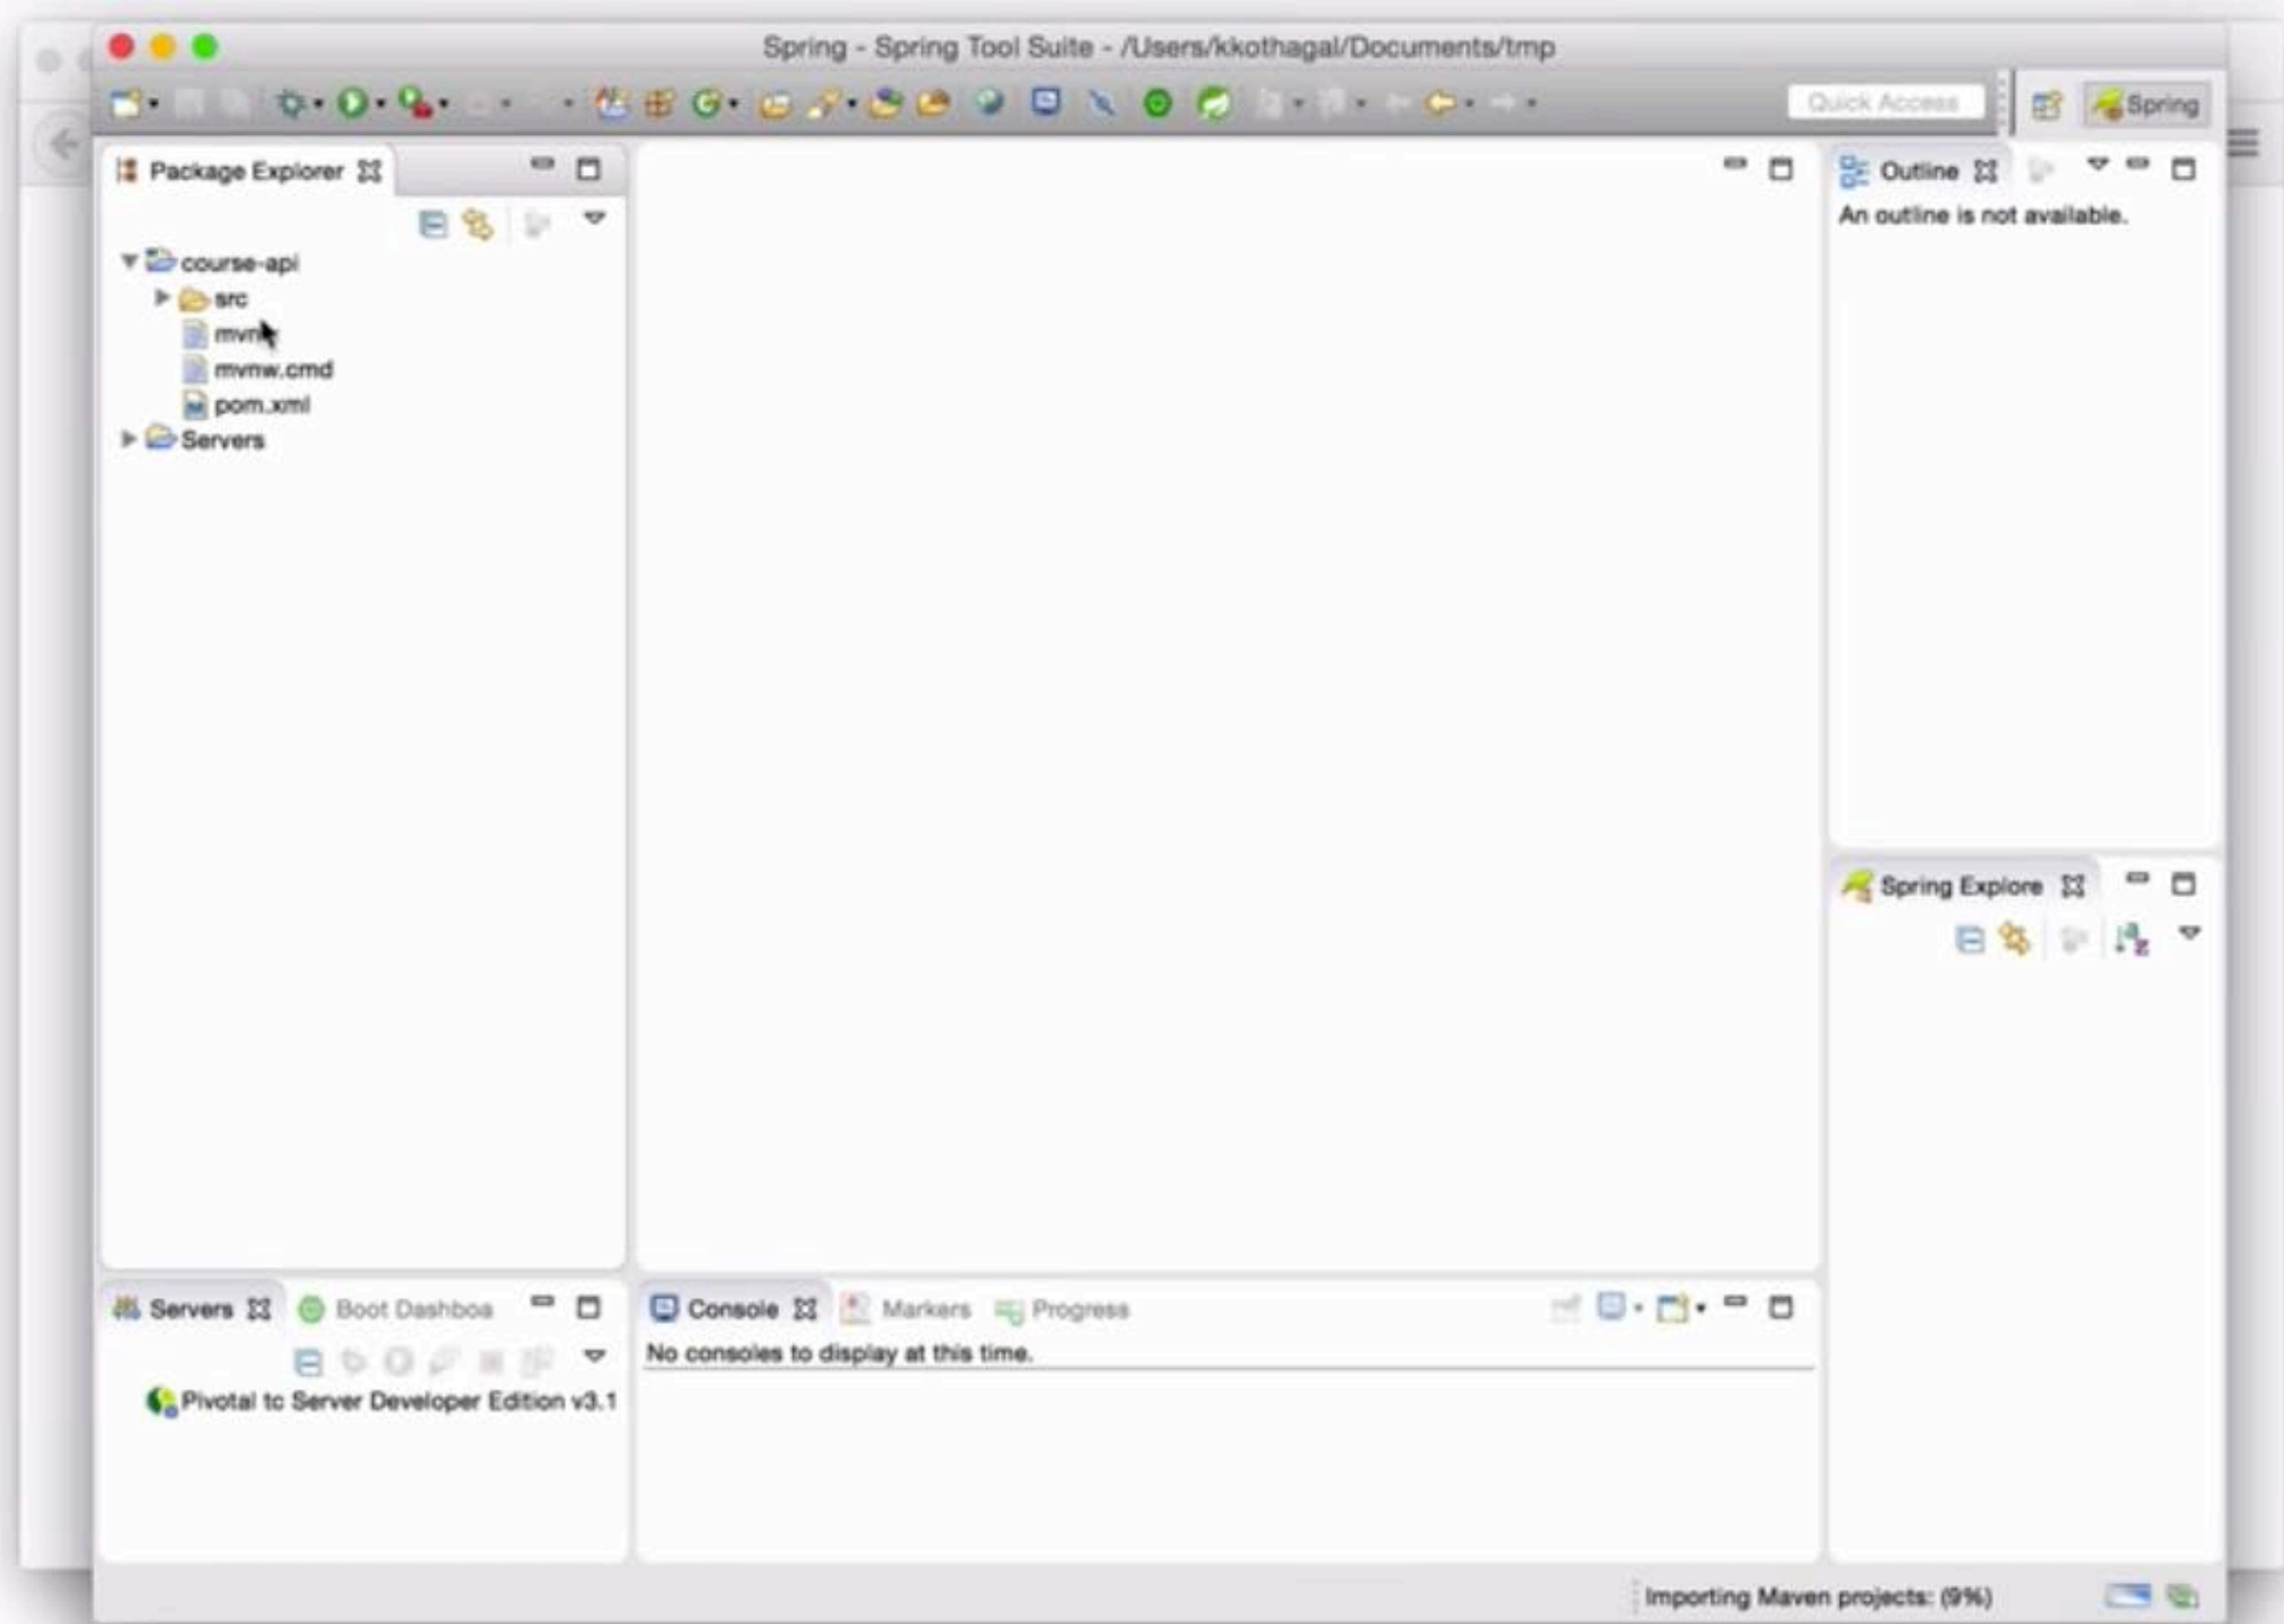 Spring - Spring Tool Suite - /Users/kkothagal/Documents/tmp
Quick Access
Spring
Package Explorer
course-api
src
mvnw.cmd
pom.xml
Servers
Outline
An outline is not available.
Spring Explore
Servers
Boot Dashboa
Pivotal tc Server Developer Edition v3.1
Console
Markers
Progress
No consoles to display at this time.
Importing Maven projects: (9%)